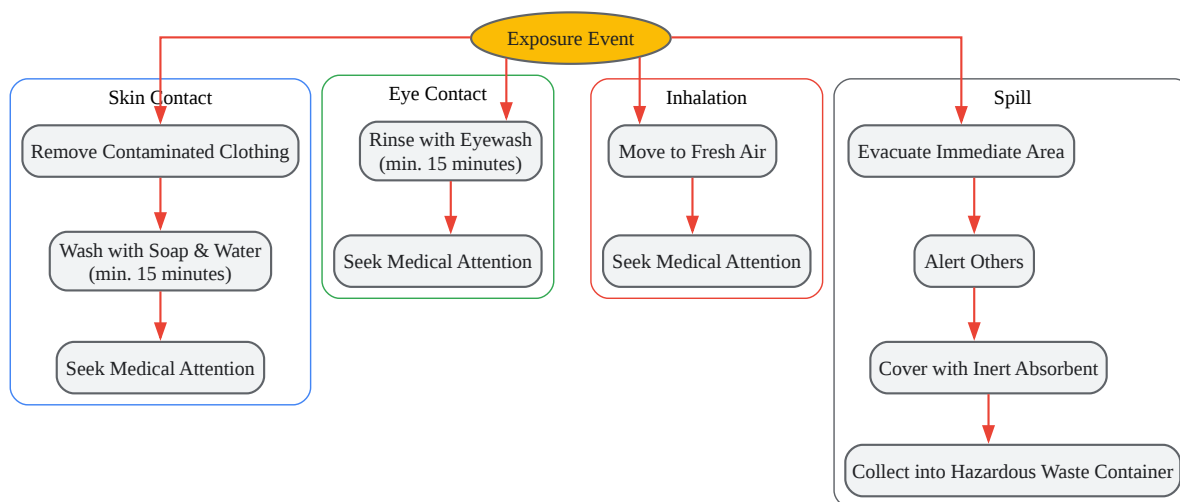 Exposure Event
Skin Contact
Remove Contaminated Clothing
Wash with Soap & Water
(min. 15 minutes)
Seek Medical Attention
Eye Contact
Rinse with Eyewash
(min. 15 minutes)
Seek Medical Attention
Inhalation
Move to Fresh Air
Seek Medical Attention
Spill
Evacuate Immediate Area
Alert Others
Cover with Inert Absorbent
Collect into Hazardous Waste Container